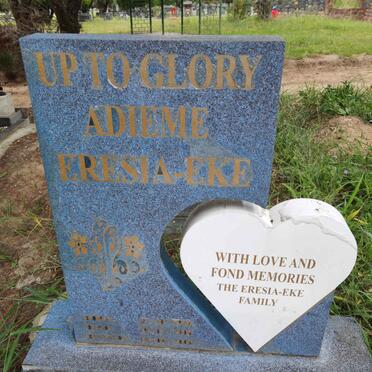 UP TO GLORY
ADIEME
ERESIA-EKE
WITH LOVE AND
FOND MEMORIES
THE ERESIA-EKE
FAMILY